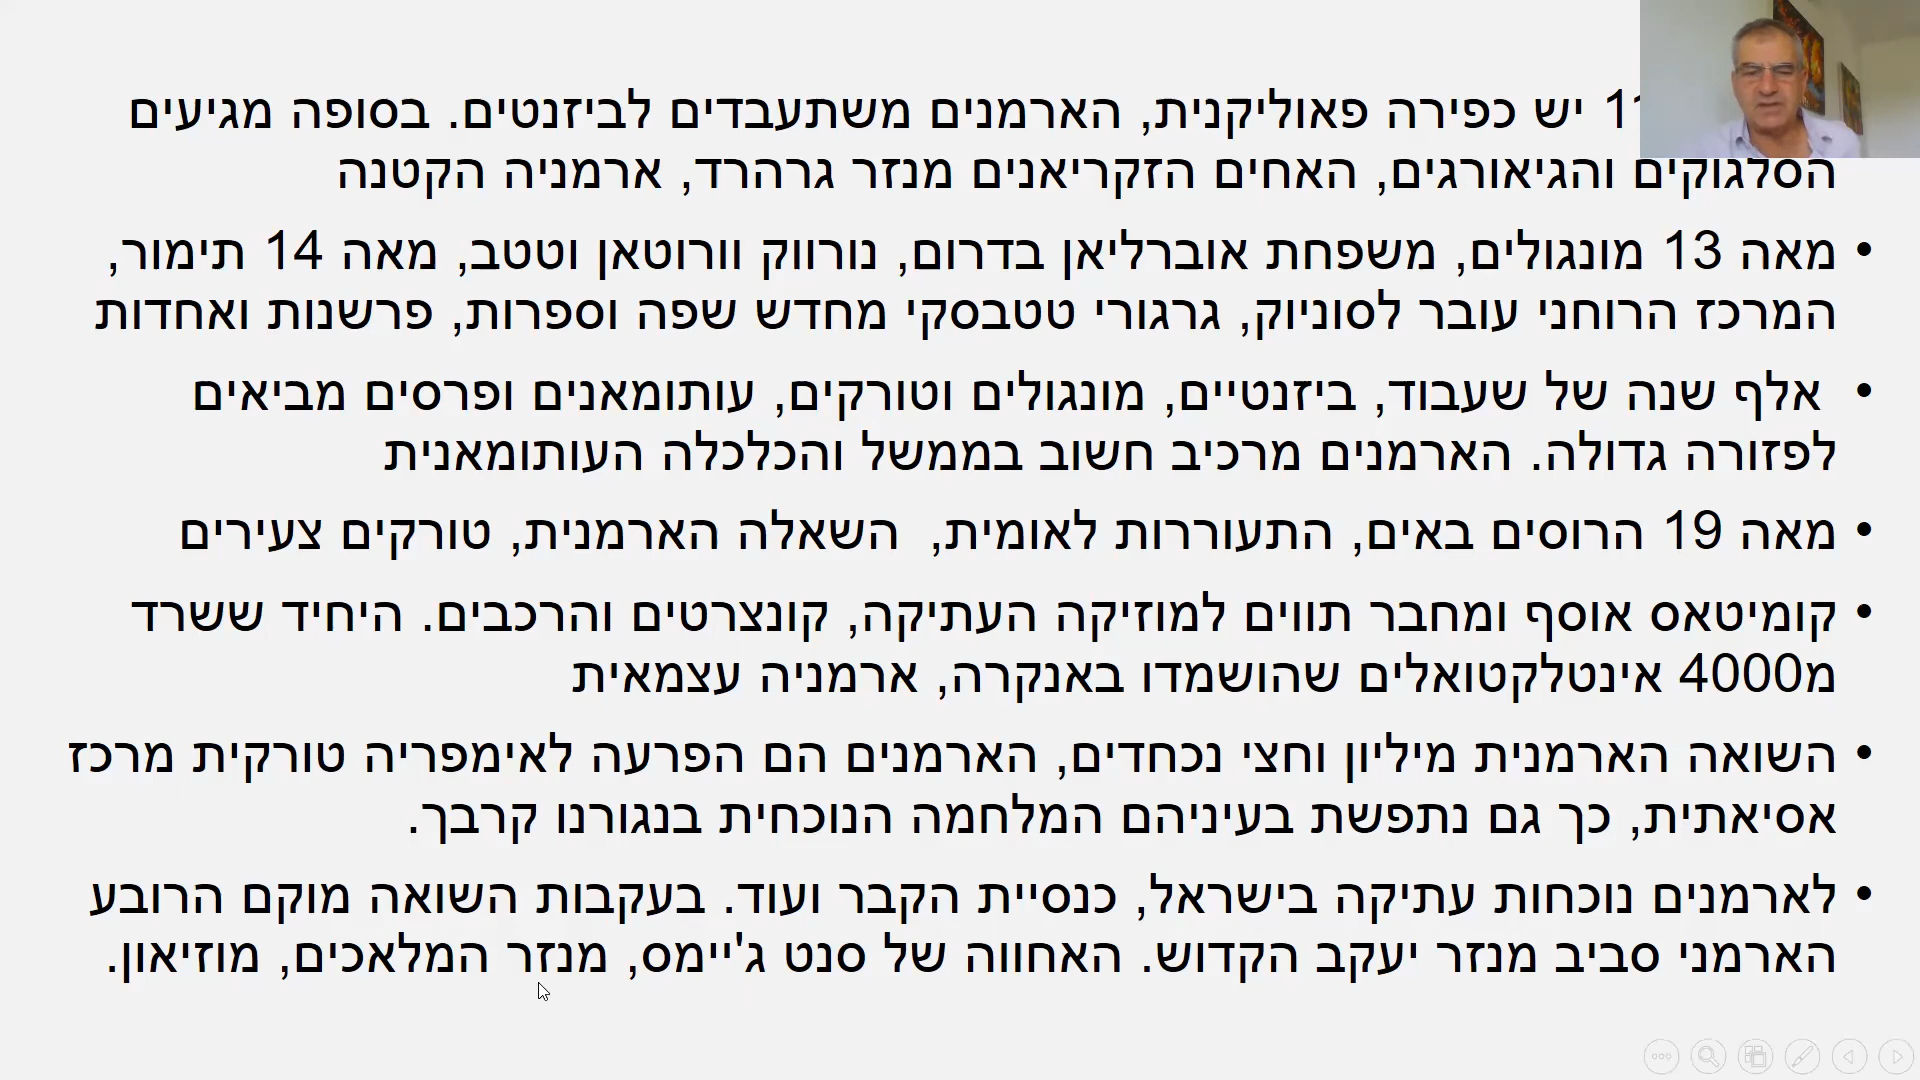 11 יש כפירה פאוליקנית, הארמנים משתעבדים לביזנטים. בסופה מגיעים
הסלגוקים והגיאורגים, האחים הזקריאנים מנזר גרהרד, ארמניה הקטנה
• מאה 13 מונגולים, משפחת אוברליאן בדרום, נורווק וורוטאן וטטב, מאה 14 תימור,
המרכז הרוחני עובר לסוניוק, גרגורי טטבסקי מחדש שפה וספרות, פרשנות ואחדות
• אלף שנה של שעבוד, ביזנטיים, מונגולים וטורקים, עותומאנים ופרסים מביאים
לפזורה גדולה. הארמנים מרכיב חשוב בממשל והכלכלה העותומאנית
• מאה 19 הרוסים באים, התעוררות לאומית, השאלה הארמנית, טורקים צעירים
• קומיטאס אוסף ומחבר תווים למוזיקה העתיקה, קונצרטים והרכבים. היחיד ששרד
מ4000 אינטלקטואלים שהושמדו באנקרה, ארמניה עצמאית
• השואה הארמנית מיליון וחצי נכחדים, הארמנים הם הפרעה לאימפריה טורקית מרכז
אסיאתית, כך גם נתפשת בעיניהם המלחמה הנוכחית בנגורנו קרבך.
• לארמנים נוכחות עתיקה בישראל, כנסיית הקבר ועוד. בעקבות השואה מוקם הרובע
הארמני סביב מנזר יעקב הקדוש. האחווה של סנט ג'יימס, מנזר המלאכים, מוזיאון.